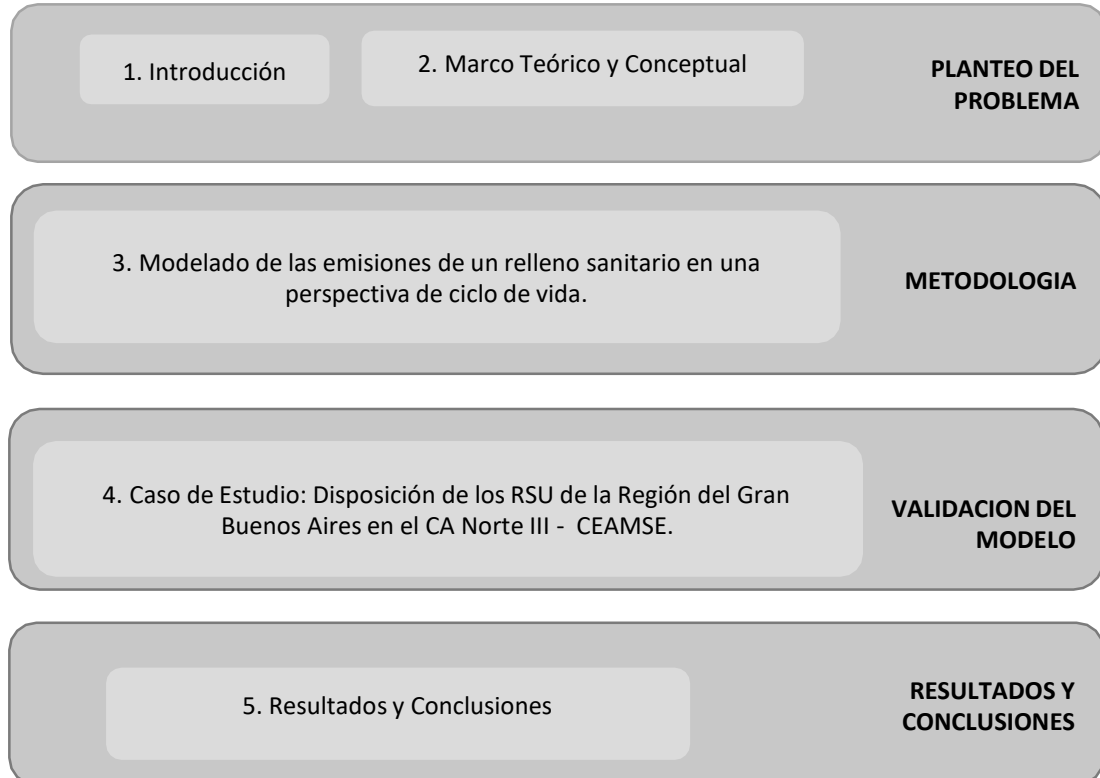 1. Introducción
2. Marco Teórico y Conceptual
PLANTEO DEL
PROBLEMA
3. Modelado de las emisiones de un relleno sanitario en una
perspectiva de ciclo de vida.
METODOLOGIA
4. Caso de Estudio: Disposición de los RSU de la Región del Gran
Buenos Aires en el CA Norte III - CEAMSE.
VALIDACION DEL
MODELO
5. Resultados y Conclusiones
RESULTADOS Y
CONCLUSIONES